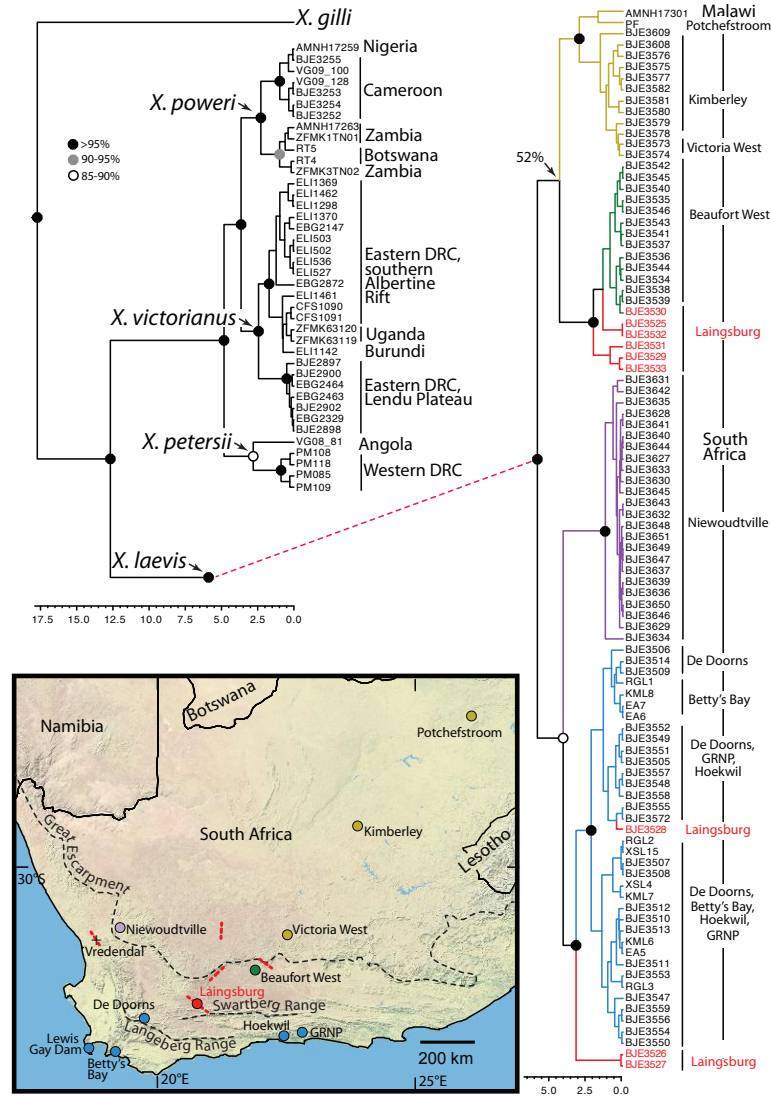 X. gilli
AMNH17259
Nigeria
BJE3255
VG09_100
VG09_128
BJE3253
BJE3254
BJE3252
Cameroon
X. poweri
AMNH17263
ZFMK1TN01
Zambia
RT5
RT4
Botswana
ZFMK3TN02
Zambia
>95%
90-95%
85-90%
ELI1369
ELI1462
ELI1298
ELI1370
EBG2147
ELI503
ELI502
ELI536
ELI527
EBG2872
ELI1461
CFS1090
CFS1091
Eastern DRC,
southern
Albertine
Rift
X. victorianus
ZFMK63120
ZFMK63119
Uganda
ELI1142
Burundi
BJE2897
BJE2900
EBG2464
EBG2463
BJE2902
EBG2329
BJE2898
Eastern DRC,
Lendu Plateau
X. petersii
VG08_81
Angola
PM108
PM118
PM085
PM109
Western DRC
X. laevis
17.5 15.0 12.5 10.0 7.5 5.0 2.5 0.0
52%
AMNH17301
Malawi
PF
Potchefstroom
BJE3609
BJE3608
BJE3576
BJE3575
BJE3577
BJE3582
BJE3581
BJE3580
BJE3579
Kimberley
BJE3578
BJE3573
BJE3574
Victoria West
BJE3542
BJE3545
BJE3540
BJE3535
BJE3546
BJE3543
BJE3541
BJE3537
BJE3536
BJE3544
BJE3534
BJE3538
BJE3539
Beaufort West
BJE3530
BJE3525
BJE3532
BJE3531
BJE3529
BJE3533
Laingsburg
BJE3631
BJE3642
BJE3635
BJE3628
BJE3641
BJE3640
BJE3644
BJE3627
BJE3633
BJE3630
BJE3645
BJE3643
BJE3632
BJE3648
BJE3651
BJE3649
BJE3647
BJE3637
BJE3639
BJE3636
BJE3650
BJE3646
BJE3629
BJE3634
South
Africa
Niewoudtville
BJE3506
BJE3514
BJE3509
De Doorns
RGL1
KML8
EA7
EA6
Betty's Bay
BJE3552
BJE3549
BJE3551
BJE3505
BJE3557
BJE3548
BJE3558
BJE3555
BJE3572
De Doorns,
GRNP,
Hoekwil
BJE3528
Laingsburg
RGL2
XSL15
BJE3507
BJE3508
XSL4
KML7
BJE3512
BJE3510
BJE3513
KML6
EA5
BJE3511
BJE3553
RGL3
BJE3547
BJE3559
BJE3556
BJE3554
BJE3550
De Doorns,
Betty's Bay,
Hoekwil,
GRNP
BJE3526
BJE3527
Laingsburg
5.0 2.5 0.0
Namibia
Botswana
Potchefstroom
South Africa
Kimberley
Lesotho
Great
Escarpment
30°S
Niewoudtville
Victoria West
Vredendal
Beaufort West
Laingsburg
Swartberg Range
De Doorns
Langeberg Range
Hoekwil
GRNP
Lewis
Gay Dam
Betty's
Bay
200 km
20°E
25°E